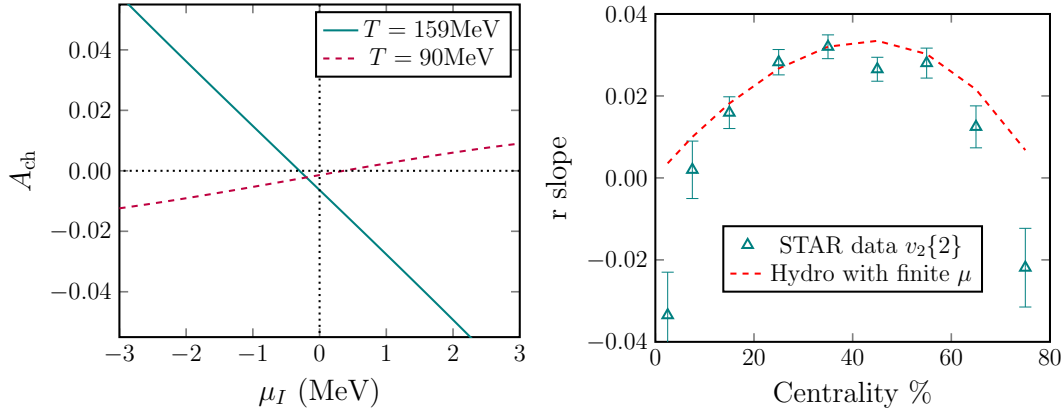 0.04
0.02
0.00
−0.02
−0.04
A_ch
−3 −2 −1 0 1 2 3
μ_I (MeV)
T = 159MeV
T = 90MeV
0.04
0.02
0.00
−0.02
−0.04
r slope
0 20 40 60 80
Centrality %
STAR data v_2{2}
Hydro with finite μ